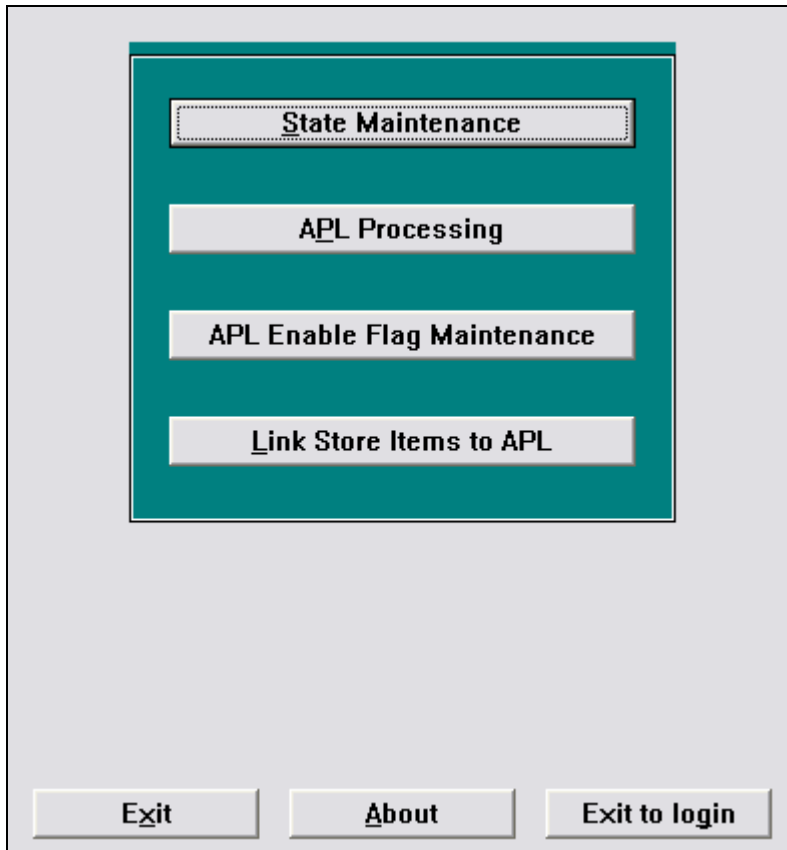 State Maintenance
APL Processing
APL Enable Flag Maintenance
Link Store Items to APL
Exit About Exit to login